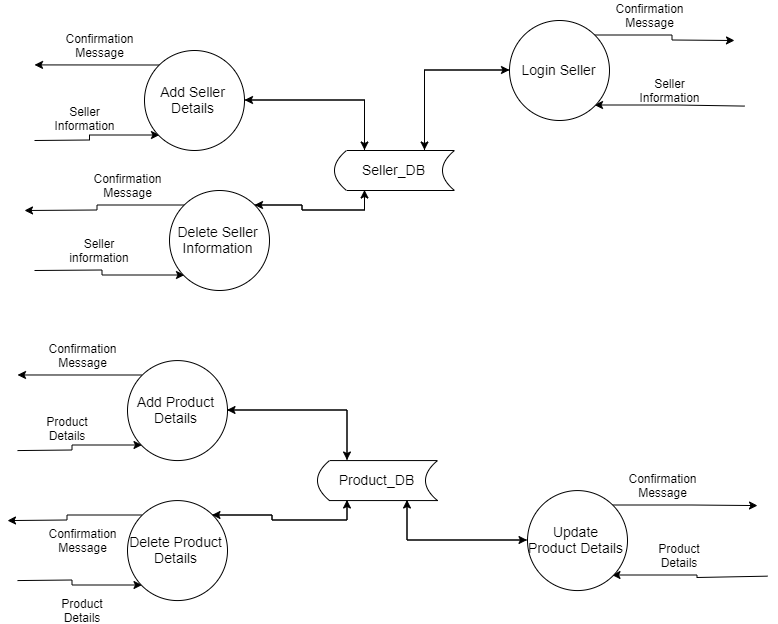 Confirmation
Message
Add Seller
Details
Seller
Information
Confirmation
Message
Login Seller
Seller
Information
Seller_DB
Confirmation
Message
Delete Seller
Information
Seller
information
Confirmation
Message
Add Product
Details
Product
Details
Product_DB
Confirmation
Message
Delete Product
Details
Product
Details
Confirmation
Message
Update
Product Details
Product
Details